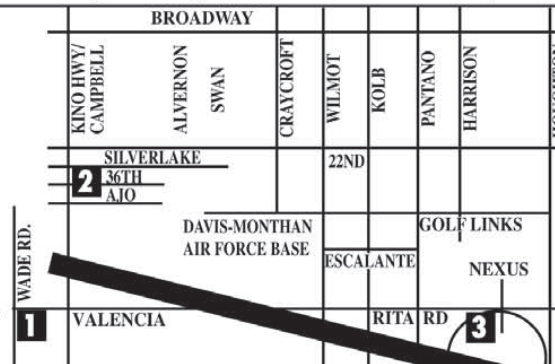 BROADWAY
KINO HWY/
CAMPBELL
ALVERNON
SWAN
CRAYCROFT
WILMOT
KOLB
PANTANO
HARRISON
SILVERLAKE
22ND
2
36TH
AJO
DAVIS-MONTHAN
AIR FORCE BASE
GOLF LINKS
WADE RD.
ESCALANTE
NEXUS
1
VALENCIA
RITA RD
3